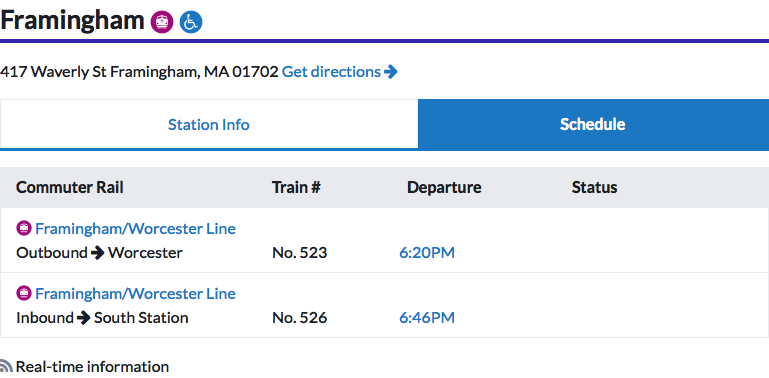 Framingham
417 Waverly St Framingham, MA 01702 Get directions
Station Info Schedule
Commuter Rail Train # Departure Status
Framingham/Worcester Line
Outbound → Worcester No. 523 6:20PM
Framingham/Worcester Line
Inbound → South Station No. 526 6:46PM
Real-time information